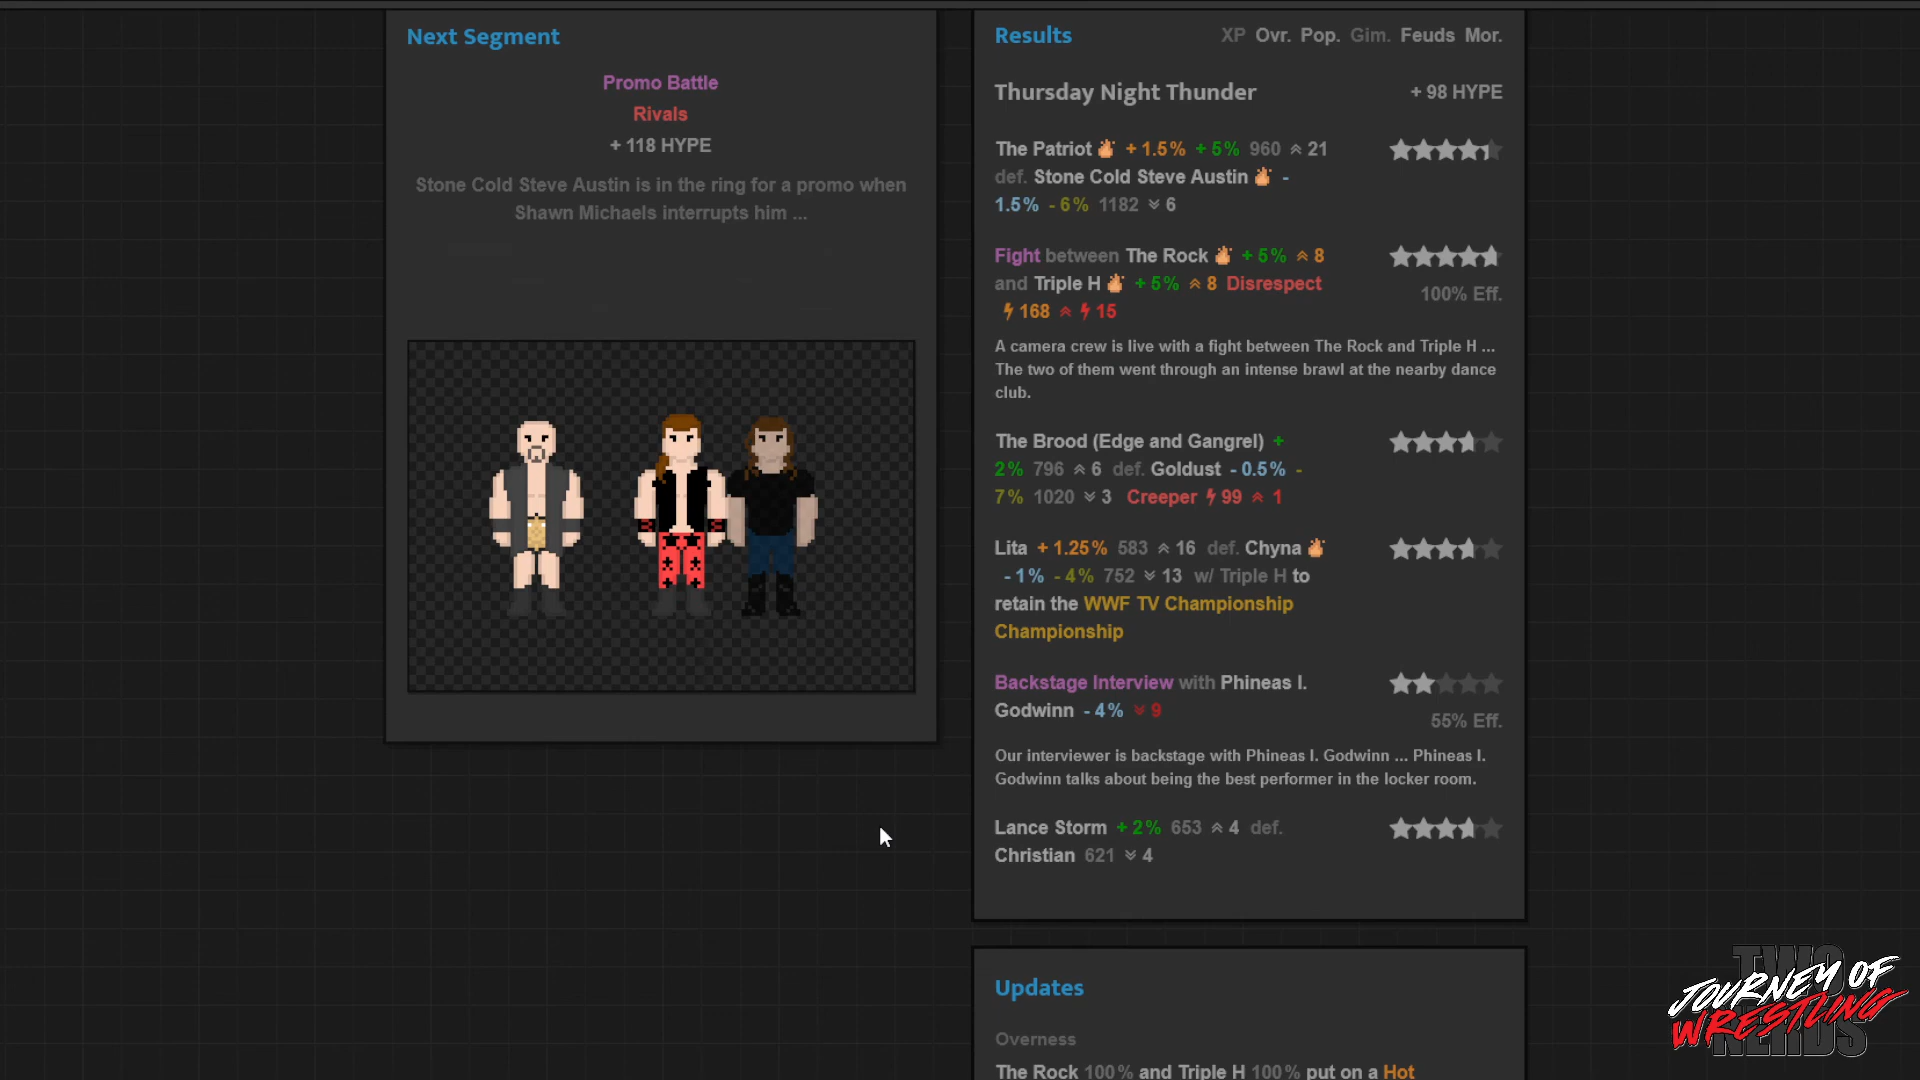 Next Segment
Promo Battle
Rivals
+ 118 HYPE
Stone Cold Steve Austin is in the ring for a promo when
Shawn Michaels interrupts him ...
Results XP Ovr. Pop. Gim. Feuds Mor.
Thursday Night Thunder + 98 HYPE
The Patriot + 1.5% + 5% 960 21
def. Stone Cold Steve Austin -
1.5% - 6% 1182 6
Fight between The Rock + 5% 8
and Triple H + 5% 8 Disrespect
168 15
100% Eff.
A camera crew is live with a fight between The Rock and Triple H ...
The two of them went through an intense brawl at the nearby dance
club.
The Brood (Edge and Gangrel) +
2% 796 6 def. Goldust - 0.5% -
7% 1020 3 Creeper 99 1
Lita + 1.25% 583 16 def. Chyna
- 1% - 4% 752 13 w/ Triple H to
retain the WWF TV Championship
Championship
Backstage Interview with Phineas I.
Godwinn - 4% 9
55% Eff.
Our interviewer is backstage with Phineas I. Godwinn ... Phineas I.
Godwinn talks about being the best performer in the locker room.
Lance Storm + 2% 653 4 def.
Christian 621 4
Updates
Overness
The Rock 100% and Triple H 100% put on a Hot
TWO
JOURNEY OF
WRESTLING
NERDS